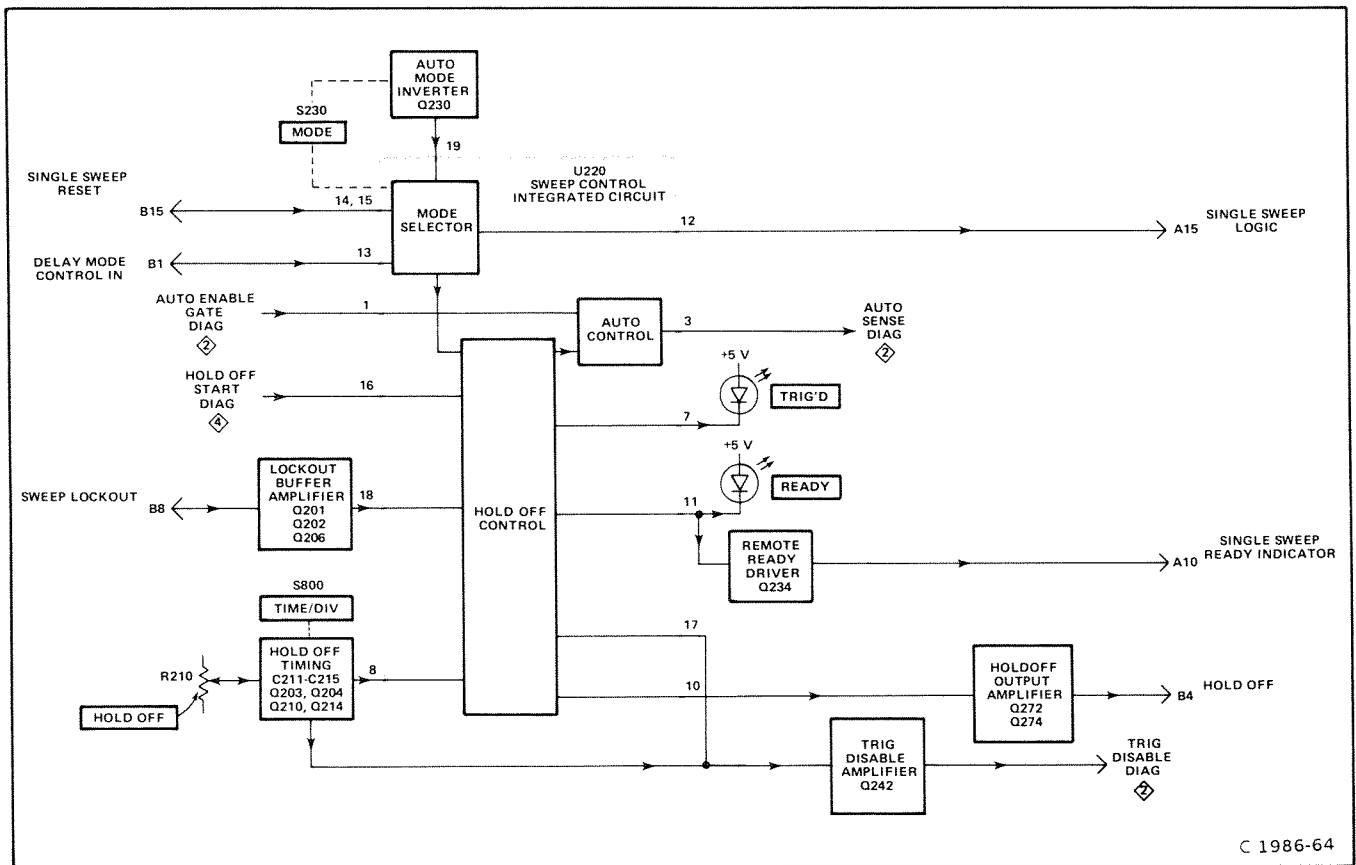 AUTO
MODE
INVERTER
Q230
S230
MODE
19
U220
SWEEP CONTROL
INTEGRATED CIRCUIT
SINGLE SWEEP
RESET
B15
14, 15
MODE
SELECTOR
12
A15
SINGLE SWEEP
LOGIC
DELAY MODE
CONTROL IN
B1
13
AUTO ENABLE
GATE
DIAG
2
1
AUTO
CONTROL
3
AUTO
SENSE
DIAG
2
HOLD OFF
START
DIAG
4
16
+5 V
TRIG'D
7
+5 V
READY
11
SWEEP LOCKOUT
B8
LOCKOUT
BUFFER
AMPLIFIER
Q201
Q202
Q206
18
HOLD OFF
CONTROL
REMOTE
READY
DRIVER
Q234
A10
SINGLE SWEEP
READY INDICATOR
S800
TIME/DIV
R210
HOLD OFF
HOLD OFF
TIMING
C211-C215
Q203, Q204
Q210, Q214
8
17
10
HOLDOFF
OUTPUT
AMPLIFIER
Q272
Q274
B4
HOLD OFF
TRIG
DISABLE
AMPLIFIER
Q242
TRIG
DISABLE
DIAG
2
C 1986-64